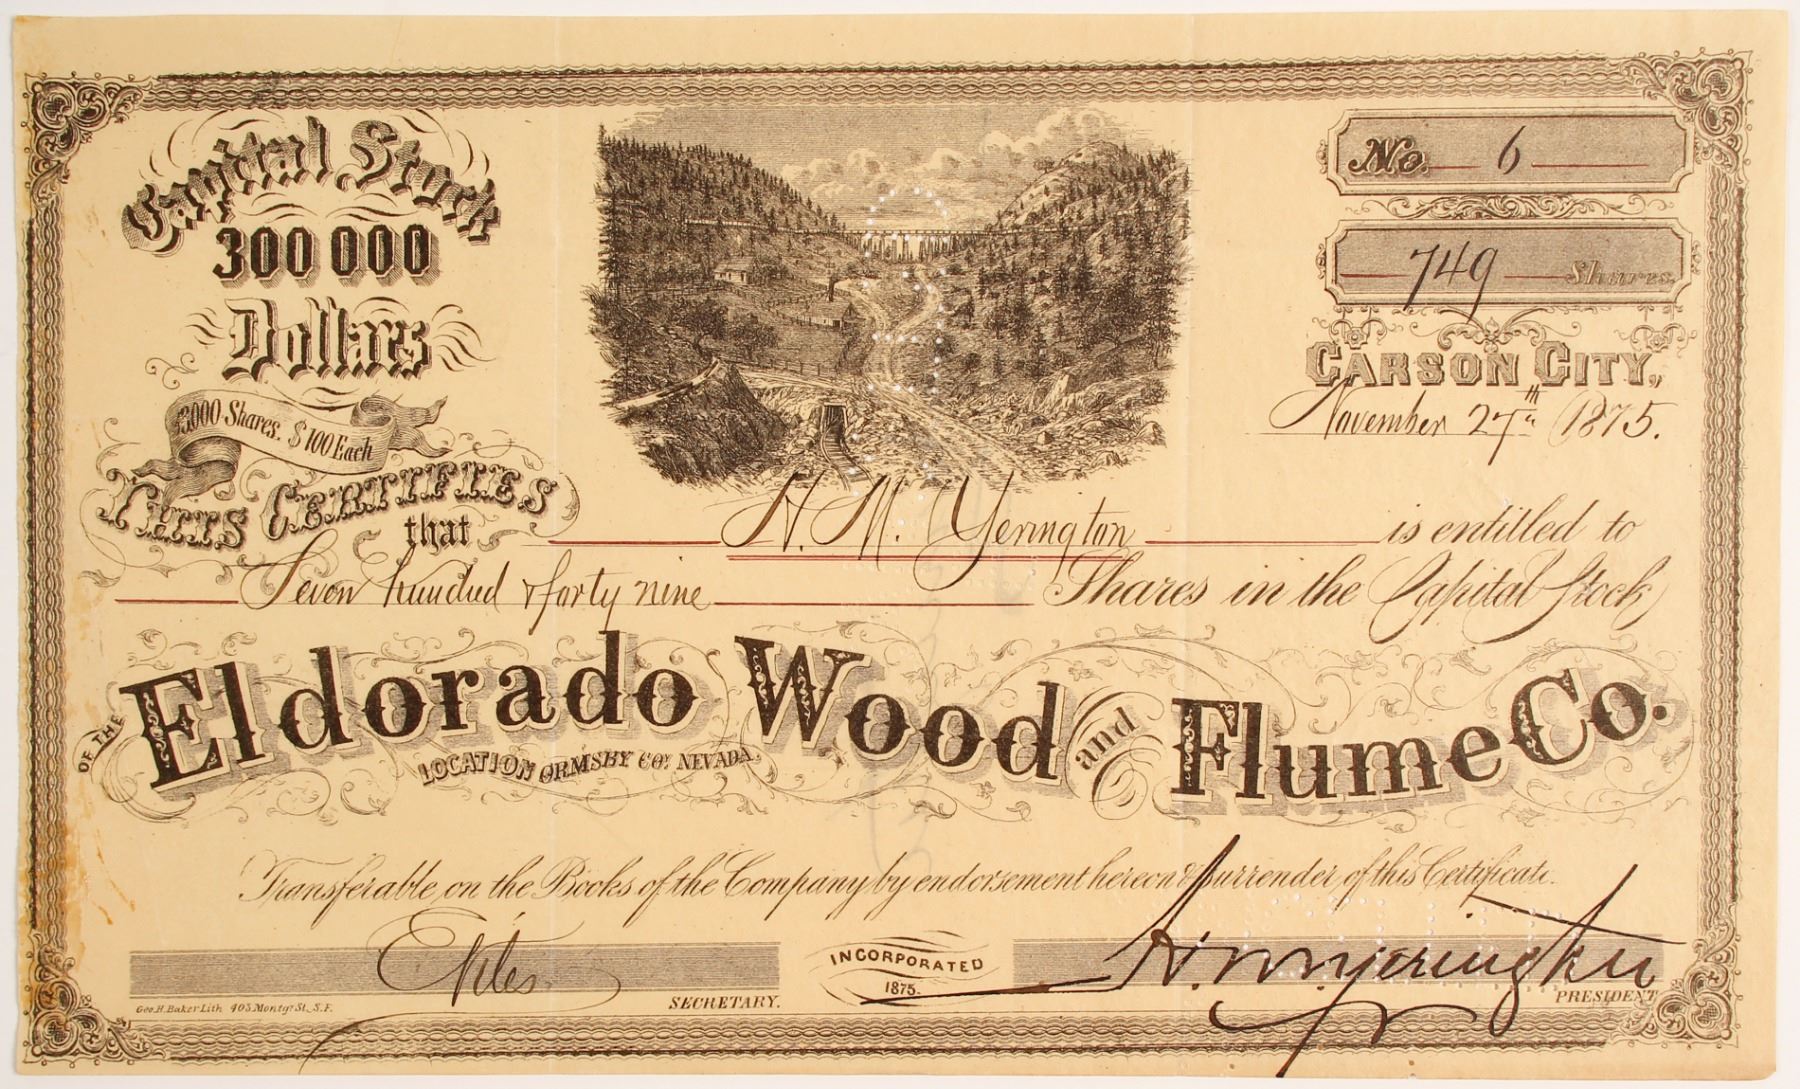 Capital Stock
300 000
Dollars
3000 Shares. $100 Each
No. 6
749 Shares.
CARSON CITY,
November 27th 1875.
THIS CERTIFIES
that H. M. Yerington is entitled to
Seven hundred & forty nine Shares in the Capital Stock
OF THE Eldorado Wood and Flume Co.
LOCATION ORMSBY CO. NEVADA.
Transferable on the Books of the Company by endorsement hereon & Surrender of this Certificate.
INCORPORATED
1875.
H. M. Yerington
SECRETARY.
PRESIDENT
Geo. H. Baker Lith 403 Montgy St. S.F.